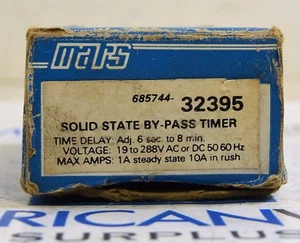 mars
685744-
32395
SOLID STATE BY-PASS TIMER
TIME DELAY: Adj. 6 sec. to 8 min.
VOLTAGE: 19 to 288V AC or DC 50 60 Hz
MAX AMPS: 1A steady state 10A in rush
RICAN
SURPLUS